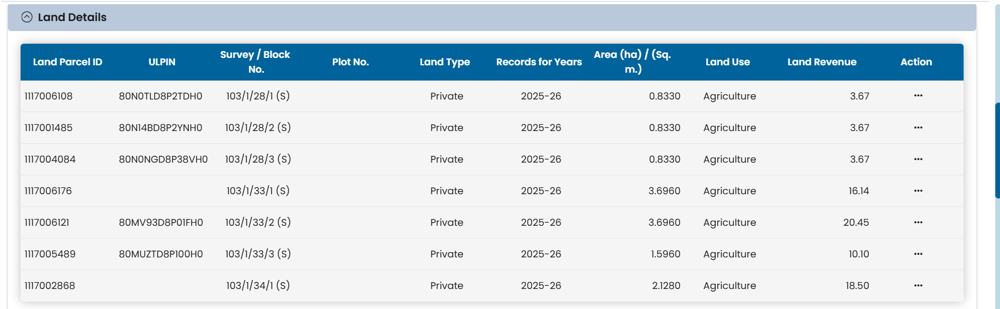 Land Details
Land Parcel ID ULPIN Survey / Block No. Plot No. Land Type Records for Years Area (ha) / (Sq. m.) Land Use Land Revenue Action
1117006108 80N0TLD8P2TDH0 103/1/28/1 (S) Private 2025-26 0.8330 Agriculture 3.67 ...
1117001485 80N14BD8P2YNH0 103/1/28/2 (S) Private 2025-26 0.8330 Agriculture 3.67 ...
1117004084 80N0NGD8P38VH0 103/1/28/3 (S) Private 2025-26 0.8330 Agriculture 3.67 ...
1117006176 103/1/33/1 (S) Private 2025-26 3.6960 Agriculture 16.14 ...
1117006121 80MV93D8P01FH0 103/1/33/2 (S) Private 2025-26 3.6960 Agriculture 20.45 ...
1117005489 80MUZTD8P100H0 103/1/33/3 (S) Private 2025-26 1.5960 Agriculture 10.10 ...
1117002868 103/1/34/1 (S) Private 2025-26 2.1280 Agriculture 18.50 ...